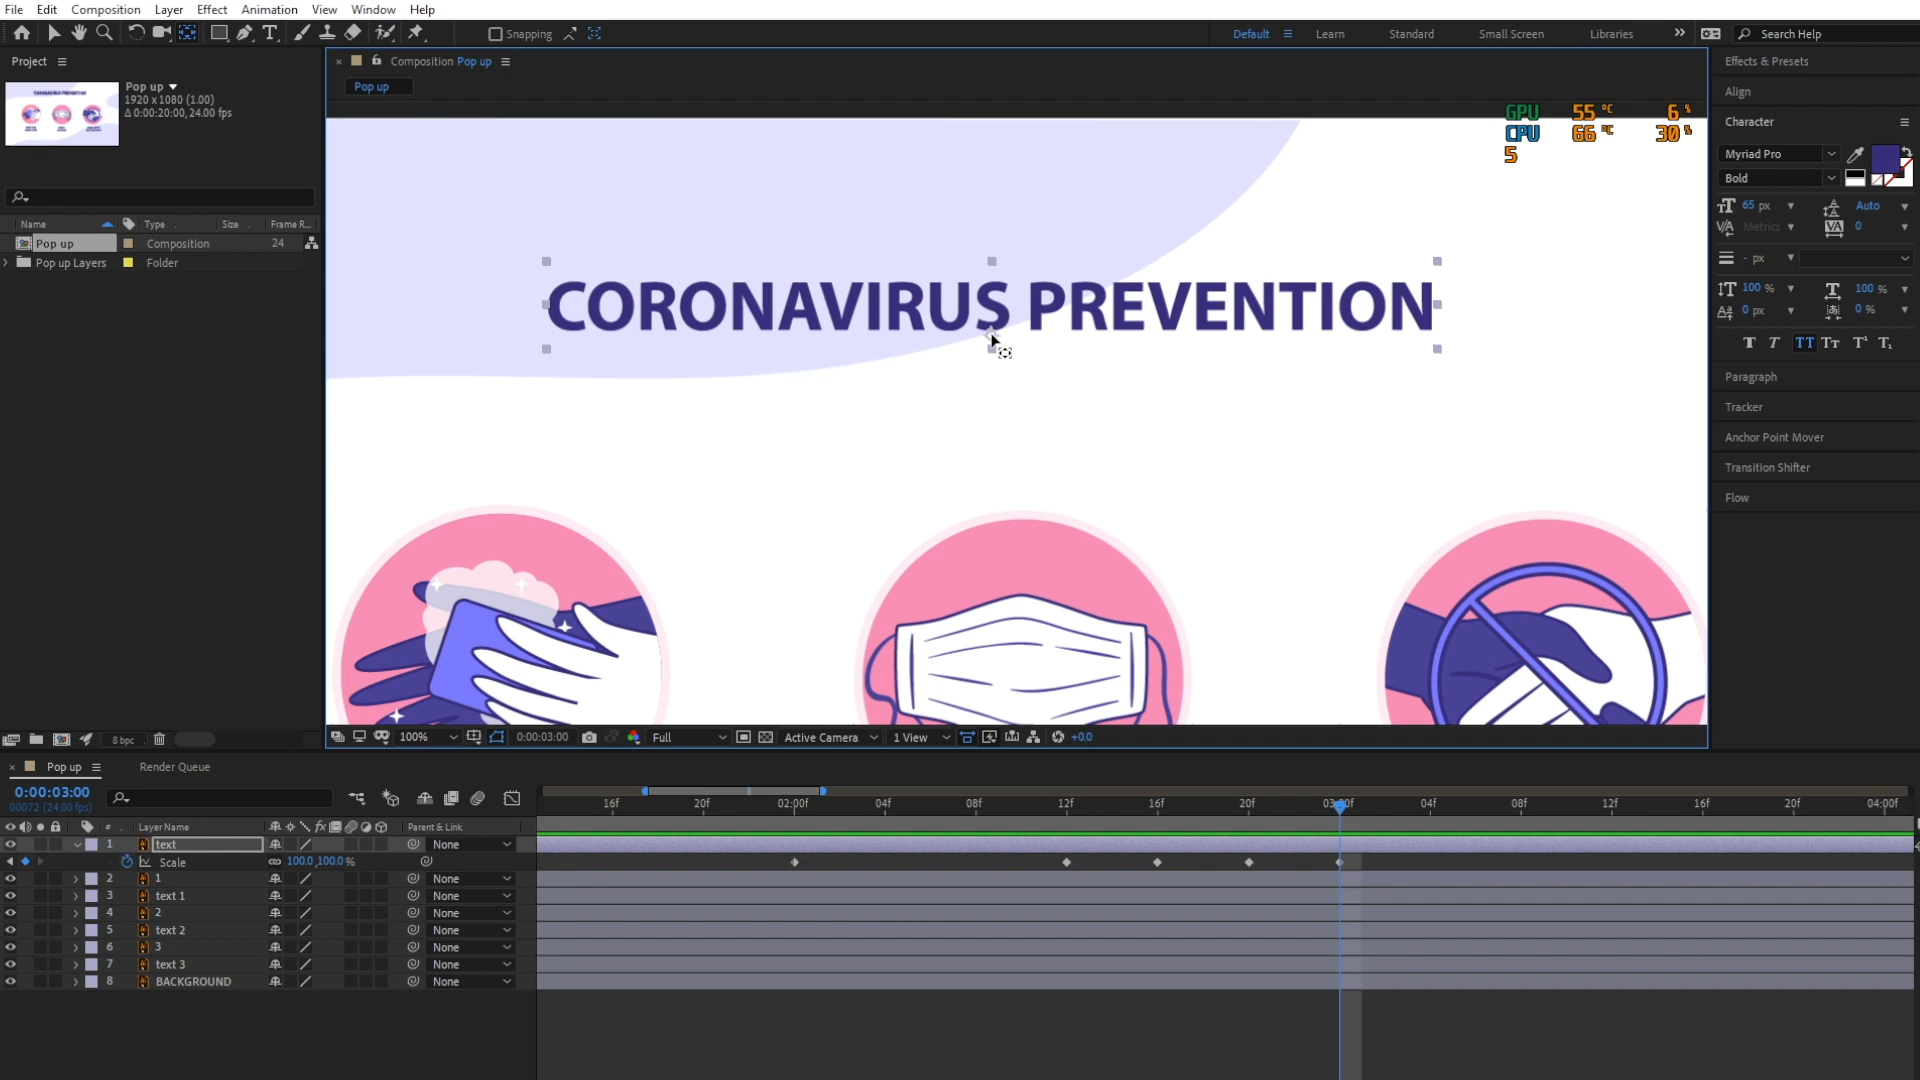 File Edit Composition Layer Effect Animation View Window Help
Snapping
Default Learn Standard Small Screen Libraries Search Help
Project
Pop up
1920 x 1080 (1.00)
Δ 0:00:20:00, 24.00 fps
Name Type Size Frame R...
Pop up Composition 24
Pop up Layers Folder
8 bpc
Composition Pop up
Pop up
GPU 55 °C 6 %
CPU 66 °C 30 %
5
CORONAVIRUS PREVENTION
100% 0:00:03:00 Full Active Camera 1 View +0.0
Effects & Presets
Align
Character
Myriad Pro
Bold
65 px Auto
Metrics 0
- px
100 % 100 %
0 px 0 %
T T TT Tr T¹ T₁
Paragraph
Tracker
Anchor Point Mover
Transition Shifter
Flow
Pop up Render Queue
0:00:03:00
00072 (24.00 fps)
16f 20f 02:00f 04f 08f 12f 16f 20f 03:00f 04f 08f 12f 16f 20f 04:00f
# Layer Name fx Parent & Link
1 text None
Scale 100.0,100.0 %
2 1 None
3 text 1 None
4 2 None
5 text 2 None
6 3 None
7 text 3 None
8 BACKGROUND None